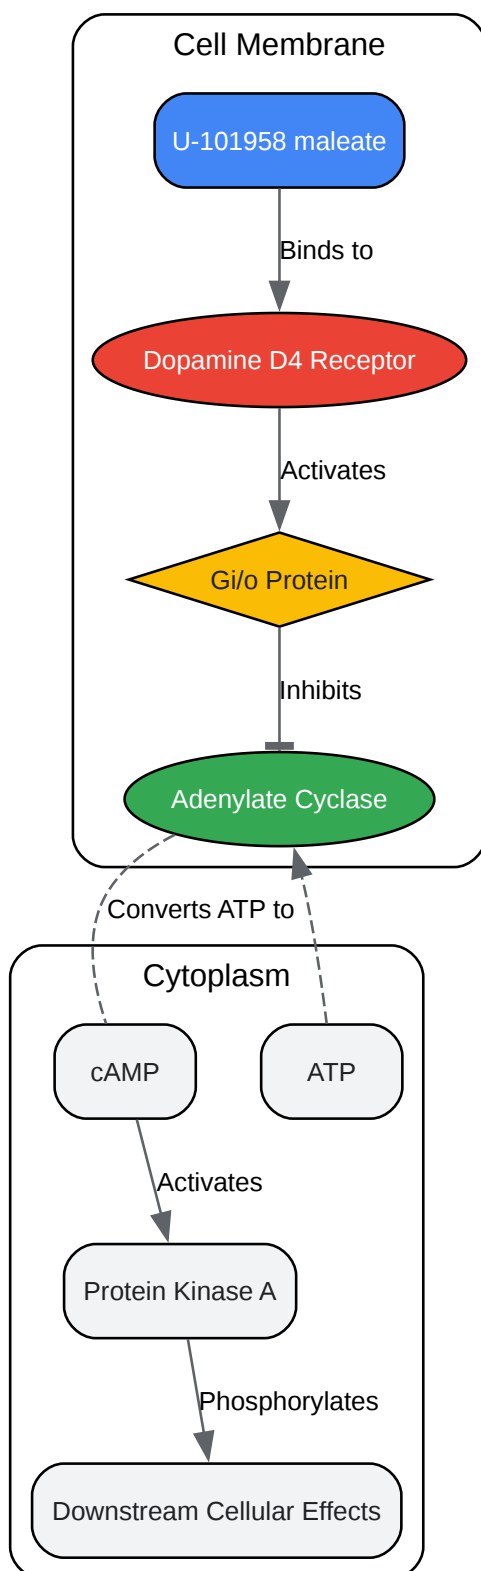 Cell Membrane
U-101958 maleate
Binds to
Dopamine D4 Receptor
Activates
Gi/o Protein
Inhibits
Adenylate Cyclase
Converts ATP to
Cytoplasm
cAMP
ATP
Activates
Protein Kinase A
Phosphorylates
Downstream Cellular Effects